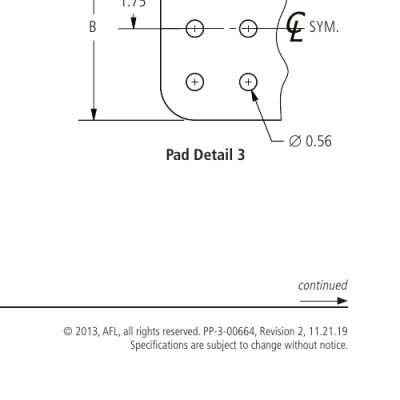 1.75
B
℄ SYM.
∅ 0.56
Pad Detail 3
continued
© 2013, AFL, all rights reserved. PP-3-00664, Revision 2, 11.21.19
Specifications are subject to change without notice.